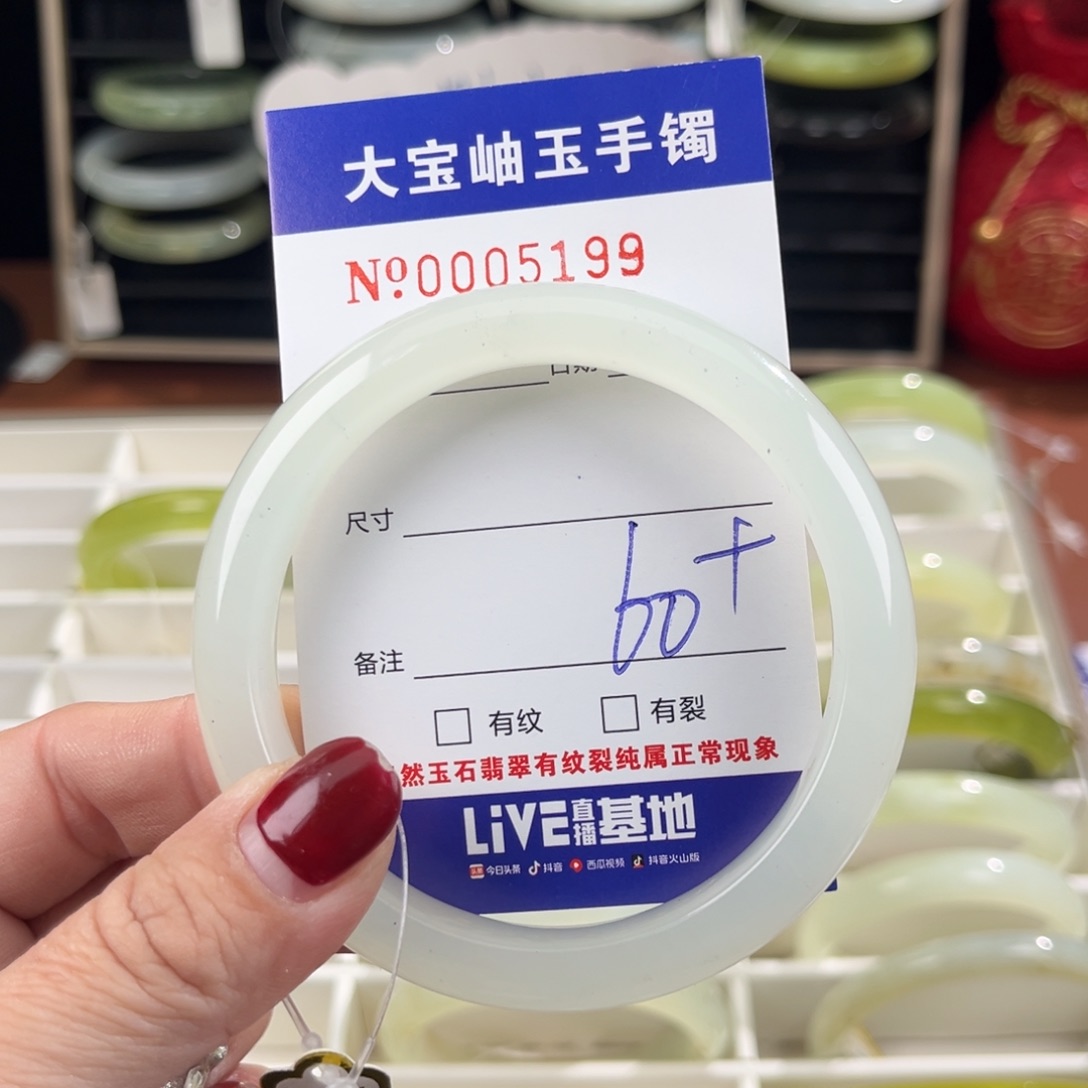 大宝岫玉手镯
Nº0005199
日期
尺寸
60+
备注
有纹 有裂
然玉石翡翠有纹裂纯属正常现象
LiVE直播基地
今日头条 抖音 西瓜视频 抖音火山版